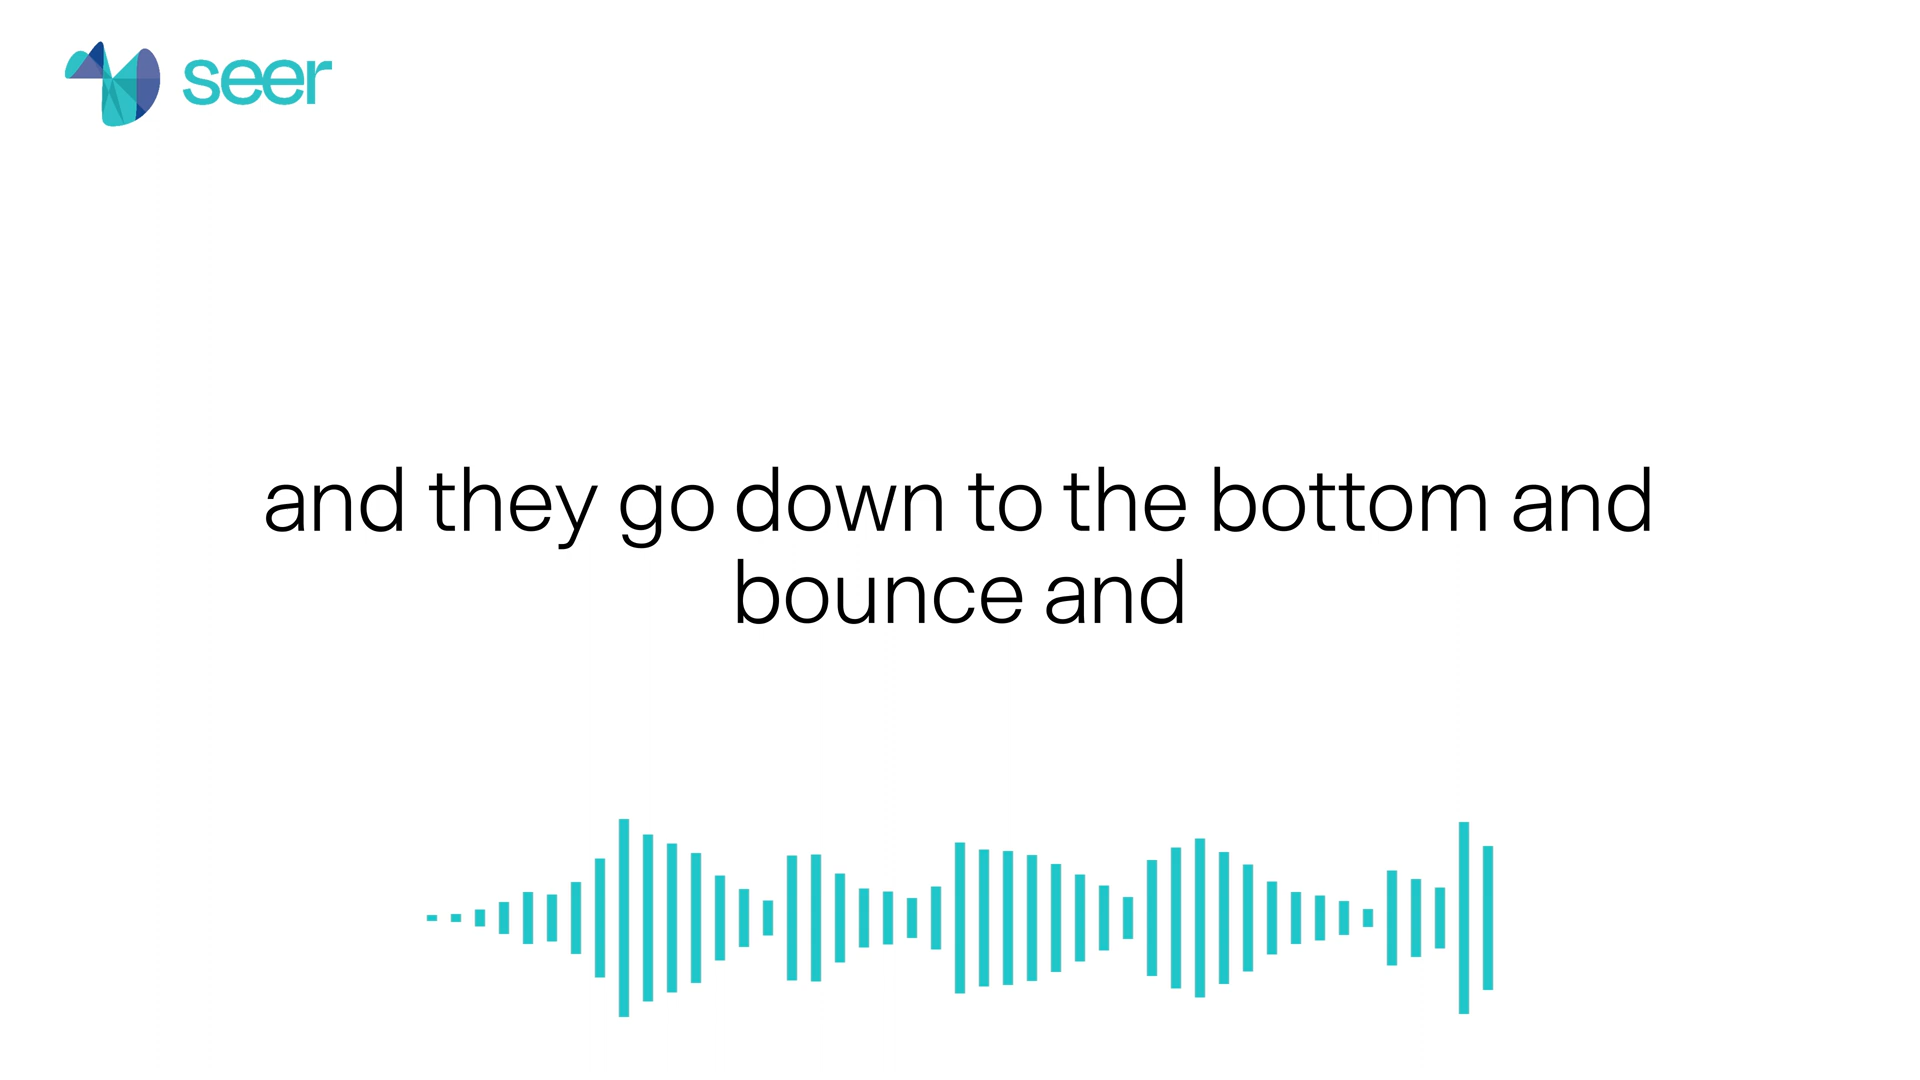 seer
and they go down to the bottom and
bounce and